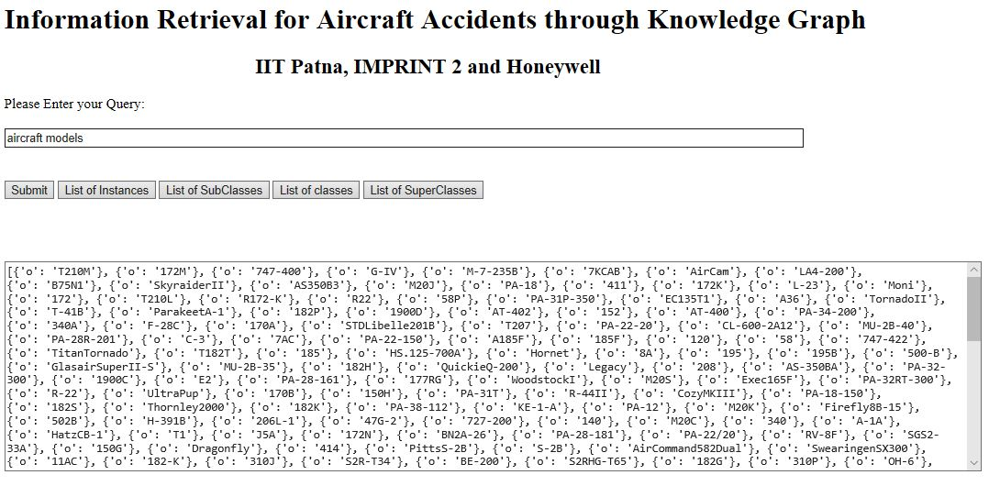 Information Retrieval for Aircraft Accidents through Knowledge Graph
IIT Patna, IMPRINT 2 and Honeywell
Please Enter your Query:
aircraft models
Submit List of Instances List of SubClasses List of classes List of SuperClasses
[{'o': 'T210M'}, {'o': '172M'}, {'o': '747-400'}, {'o': 'G-IV'}, {'o': 'M-7-235B'}, {'o': '7KCAB'}, {'o': 'AirCam'}, {'o': 'LA4-200'},
{'o': 'B75N1'}, {'o': 'SkyraiderII'}, {'o': 'AS350B3'}, {'o': 'M20J'}, {'o': 'PA-18'}, {'o': '411'}, {'o': '172K'}, {'o': 'L-23'}, {'o': 'Moni'},
{'o': '172'}, {'o': 'T210L'}, {'o': 'R172-K'}, {'o': 'R22'}, {'o': '58P'}, {'o': 'PA-31P-350'}, {'o': 'EC135T1'}, {'o': 'A36'}, {'o': 'TornadoII'},
{'o': 'T-41B'}, {'o': 'ParakeetA-1'}, {'o': '182P'}, {'o': '1900D'}, {'o': 'AT-402'}, {'o': '152'}, {'o': 'AT-400'}, {'o': 'PA-34-200'},
{'o': '340A'}, {'o': 'F-28C'}, {'o': '170A'}, {'o': 'STDLibelle201B'}, {'o': 'T207'}, {'o': 'PA-22-20'}, {'o': 'CL-600-2A12'}, {'o': 'MU-2B-40'},
{'o': 'PA-28R-201'}, {'o': 'C-3'}, {'o': '7AC'}, {'o': 'PA-22-150'}, {'o': 'A185F'}, {'o': '185F'}, {'o': '120'}, {'o': '58'}, {'o': '747-422'},
{'o': 'TitanTornado'}, {'o': 'T182T'}, {'o': '185'}, {'o': 'HS.125-700A'}, {'o': 'Hornet'}, {'o': '8A'}, {'o': '195'}, {'o': '195B'}, {'o': '500-B'},
{'o': 'GlasairSuperII-S'}, {'o': 'MU-2B-35'}, {'o': '182H'}, {'o': 'QuickieQ-200'}, {'o': 'Legacy'}, {'o': '208'}, {'o': 'AS-350BA'}, {'o': 'PA-32-
300'}, {'o': '1900C'}, {'o': 'E2'}, {'o': 'PA-28-161'}, {'o': '177RG'}, {'o': 'WoodstockI'}, {'o': 'M20S'}, {'o': 'Exec165F'}, {'o': 'PA-32RT-300'},
{'o': 'R-22'}, {'o': 'UltraPup'}, {'o': '170B'}, {'o': '150H'}, {'o': 'PA-31T'}, {'o': 'R-44II'}, {'o': 'CozyMKIII'}, {'o': 'PA-18-150'},
{'o': '182S'}, {'o': 'Thornley2000'}, {'o': '182K'}, {'o': 'PA-38-112'}, {'o': 'KE-1-A'}, {'o': 'PA-12'}, {'o': 'M20K'}, {'o': 'Firefly8B-15'},
{'o': '502B'}, {'o': 'H-391B'}, {'o': '206L-1'}, {'o': '47G-2'}, {'o': '727-200'}, {'o': '140'}, {'o': 'M20C'}, {'o': '340'}, {'o': 'A-1A'},
{'o': 'HatzCB-1'}, {'o': 'T1'}, {'o': 'J5A'}, {'o': '172N'}, {'o': 'BN2A-26'}, {'o': 'PA-28-181'}, {'o': 'PA-22/20'}, {'o': 'RV-8F'}, {'o': 'SGS2-
33A'}, {'o': '150G'}, {'o': 'Dragonfly'}, {'o': '414'}, {'o': 'PittsS-2B'}, {'o': 'S-2B'}, {'o': 'AirCommand582Dual'}, {'o': 'SwearingenSX300'},
{'o': '11AC'}, {'o': '182-K'}, {'o': '310J'}, {'o': 'S2R-T34'}, {'o': 'BE-200'}, {'o': 'S2RHG-T65'}, {'o': '182G'}, {'o': '310P'}, {'o': 'OH-6'},